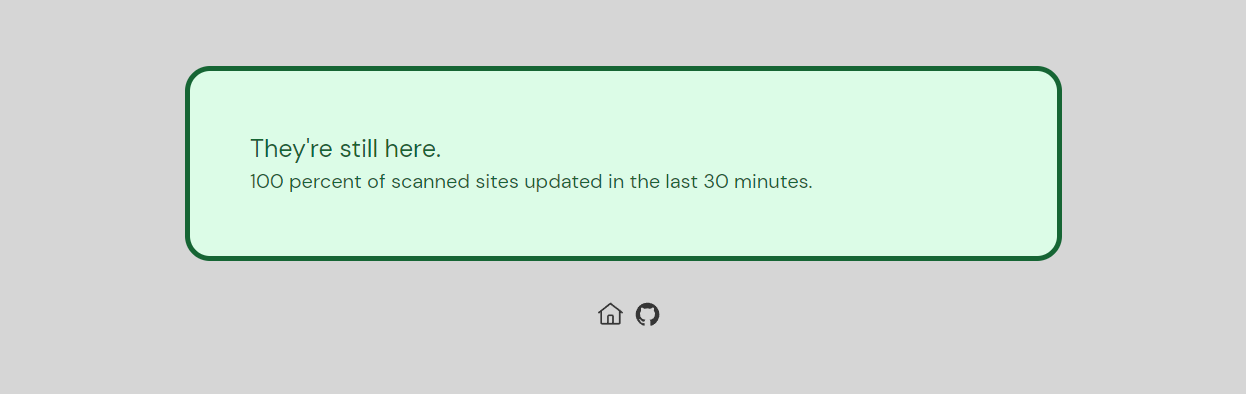 They're still here.
100 percent of scanned sites updated in the last 30 minutes.